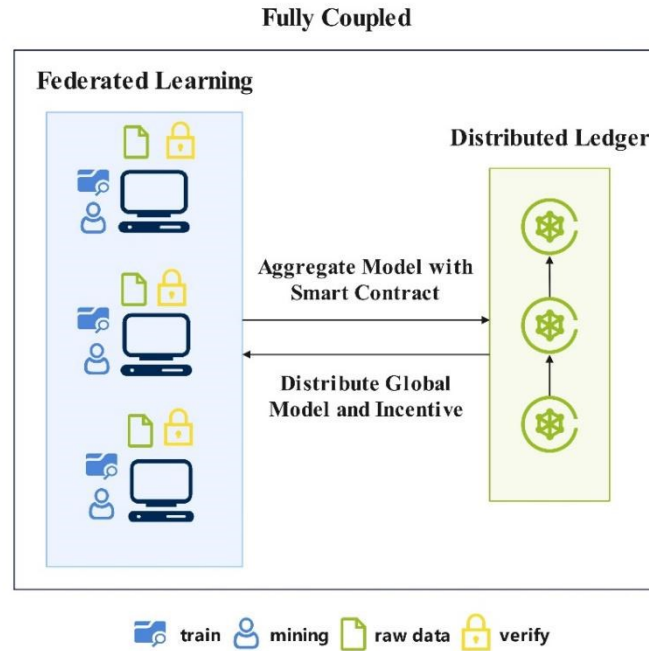 Fully Coupled
Federated Learning
Distributed Ledger
Aggregate Model with
Smart Contract
Distribute Global
Model and Incentive
train mining raw data verify